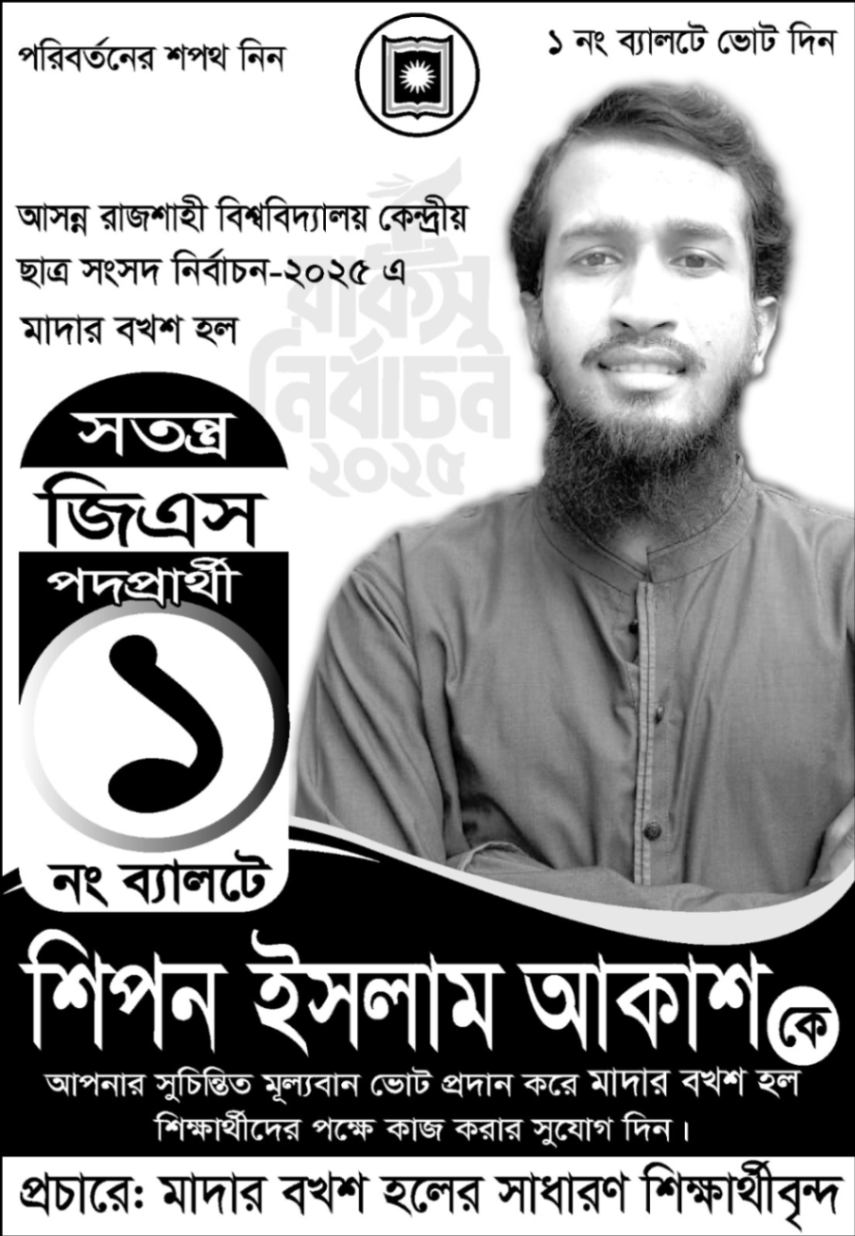 পরিবর্তনের শপথ নিন
১ নং ব্যালটে ভোট দিন
আসন্ন রাজশাহী বিশ্ববিদ্যালয় কেন্দ্রীয়
ছাত্র সংসদ নির্বাচন-২০২৫ এ
মাদার বখশ হল
রাকসু
নির্বাচন
২০২৫
সতন্ত্র
জিএস
পদপ্রার্থী
১
নং ব্যালটে
শিপন ইসলাম আকাশ কে
আপনার সুচিন্তিত মূল্যবান ভোট প্রদান করে মাদার বখশ হল
শিক্ষার্থীদের পক্ষে কাজ করার সুযোগ দিন।
প্রচারে: মাদার বখশ হলের সাধারণ শিক্ষার্থীবৃন্দ